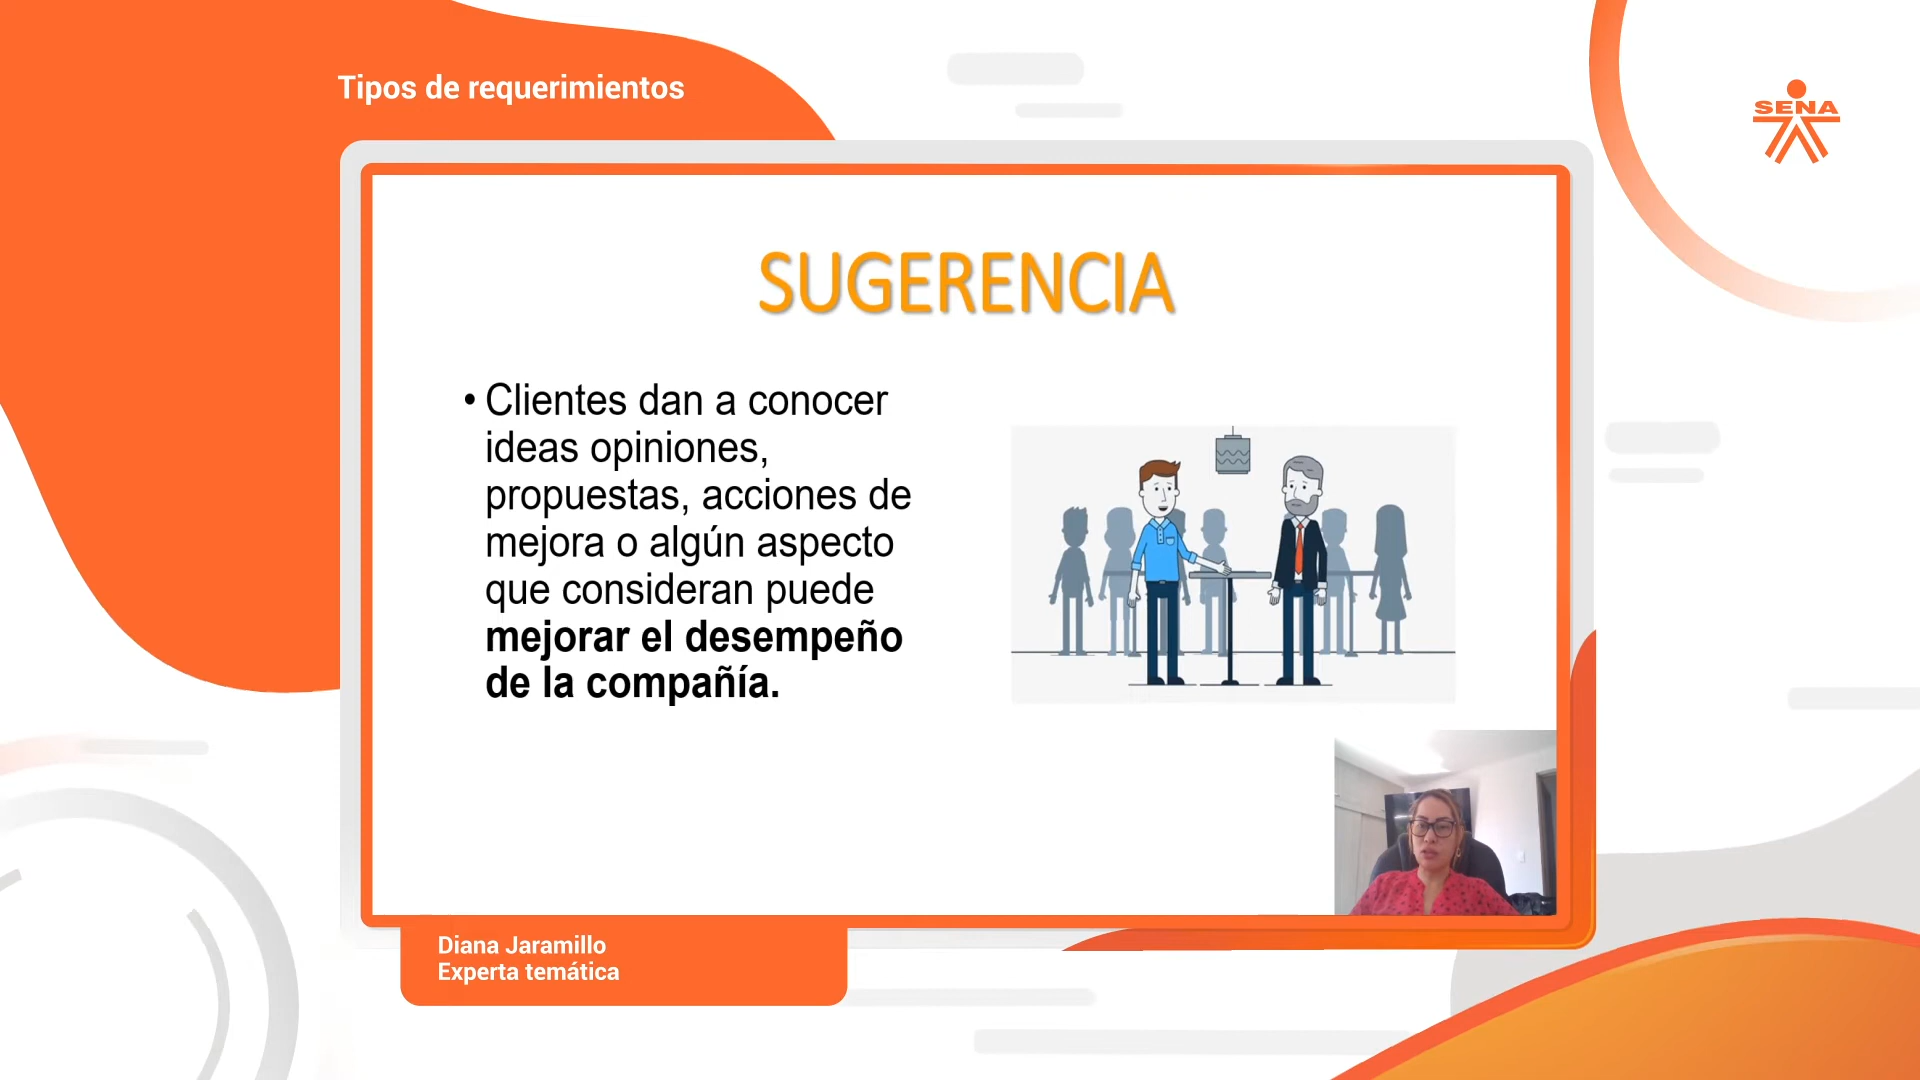 Tipos de requerimientos
SENA
SUGERENCIA
• Clientes dan a conocer
ideas opiniones,
propuestas, acciones de
mejora o algún aspecto
que consideran puede
mejorar el desempeño
de la compañía.
Diana Jaramillo
Experta temática